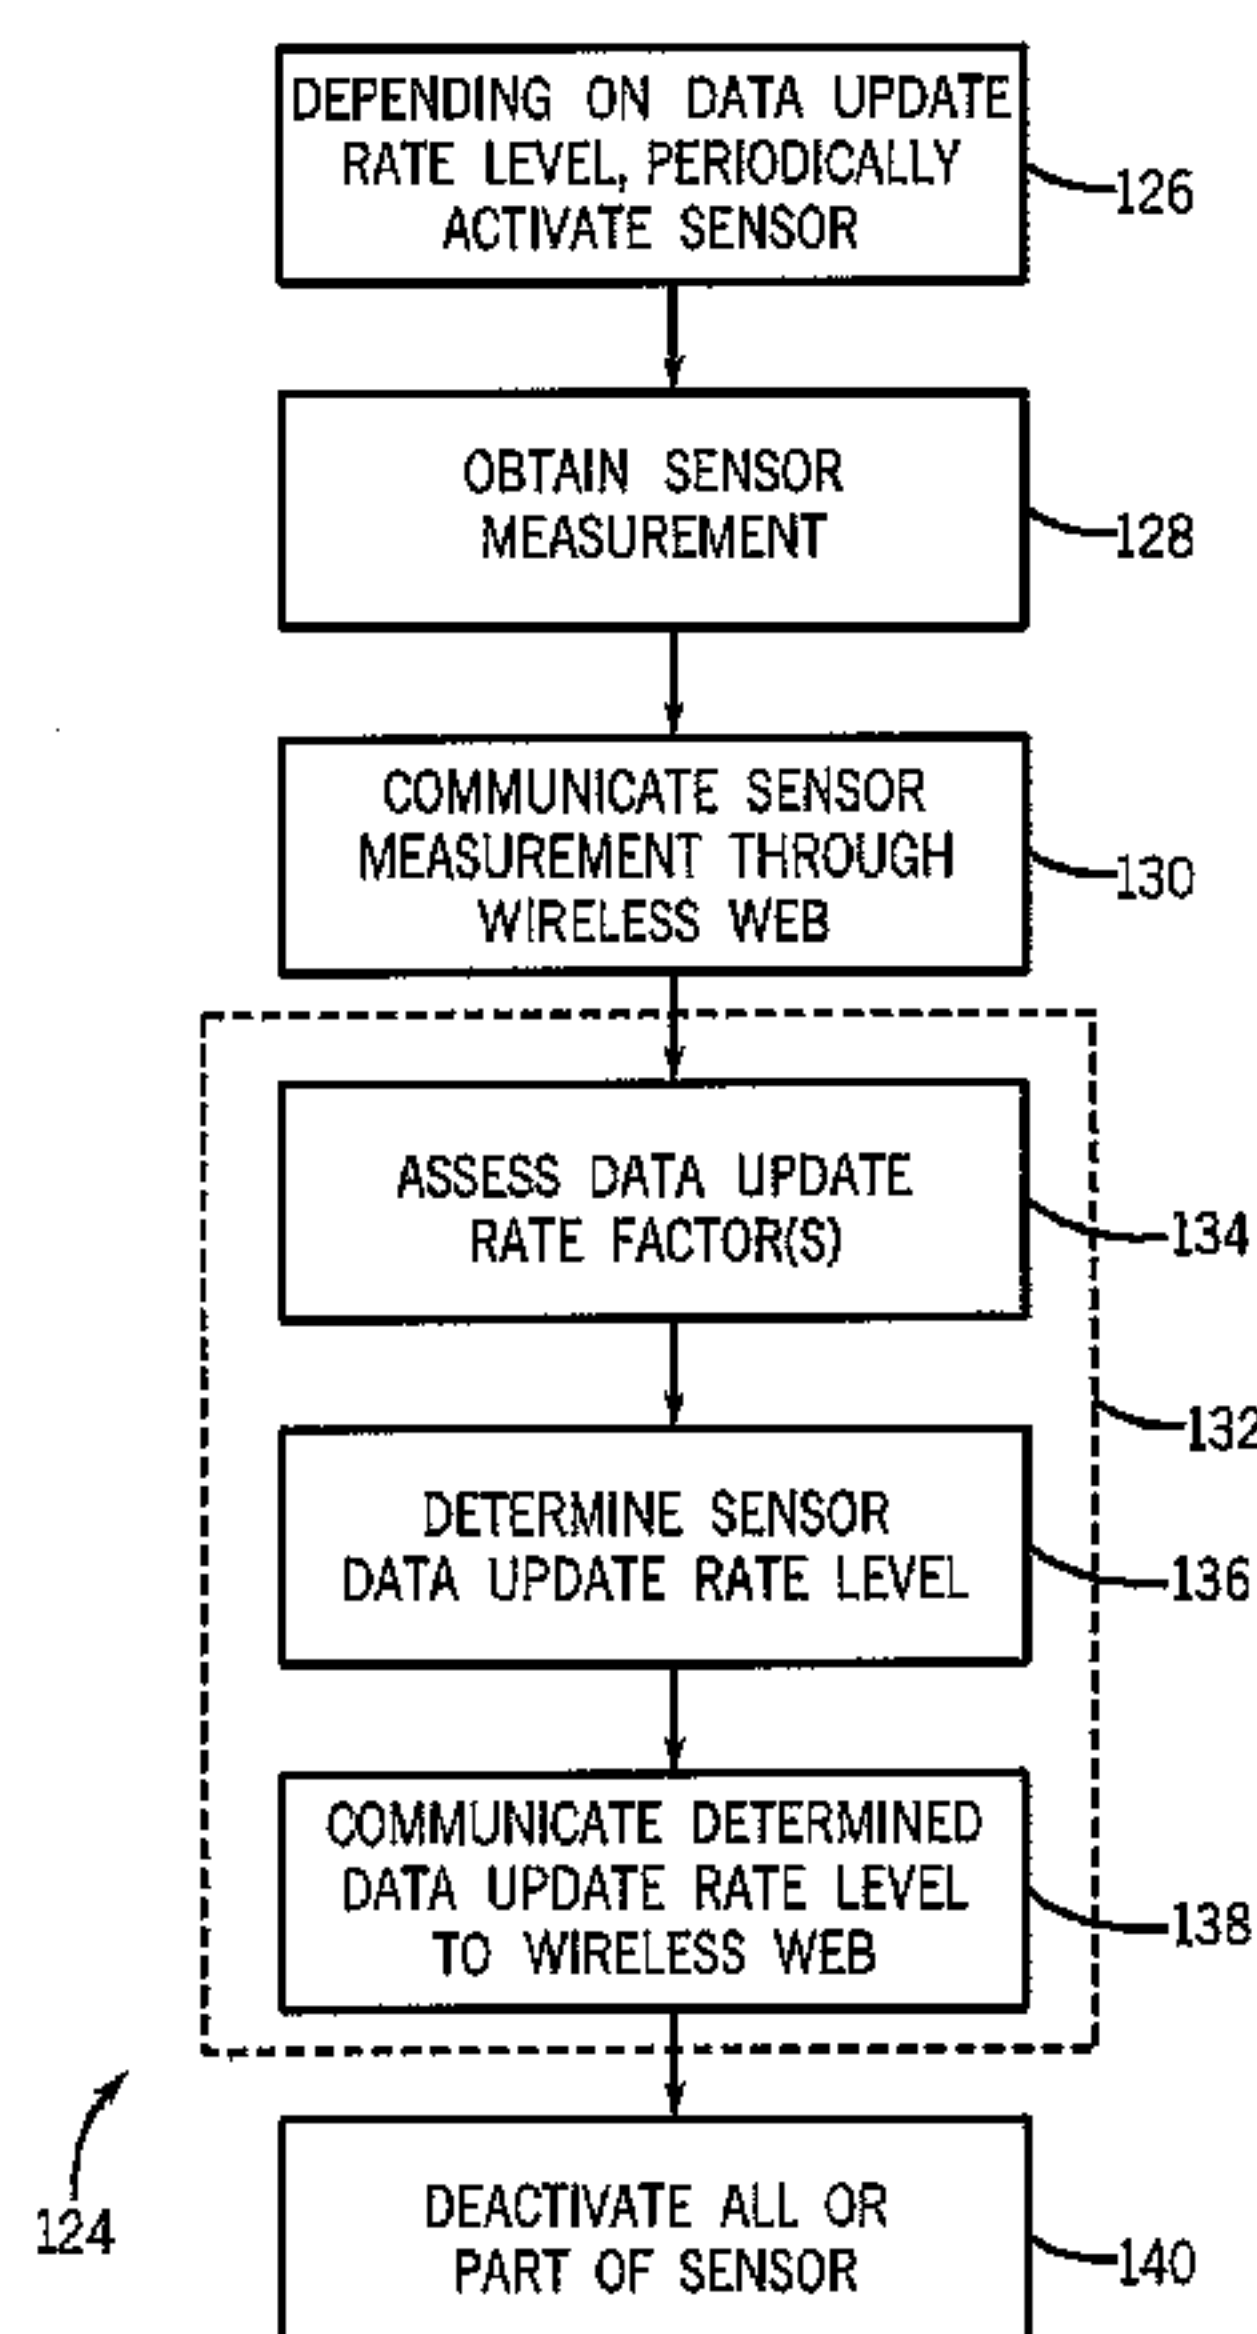 DEPENDING ON DATA UPDATE
RATE LEVEL, PERIODICALLY
ACTIVATE SENSOR
126
OBTAIN SENSOR
MEASUREMENT
128
COMMUNICATE SENSOR
MEASUREMENT THROUGH
WIRELESS WEB
130
ASSESS DATA UPDATE
RATE FACTOR(S)
134
132
DETERMINE SENSOR
DATA UPDATE RATE LEVEL
136
COMMUNICATE DETERMINED
DATA UPDATE RATE LEVEL
TO WIRELESS WEB
138
124
DEACTIVATE ALL OR
PART OF SENSOR
140